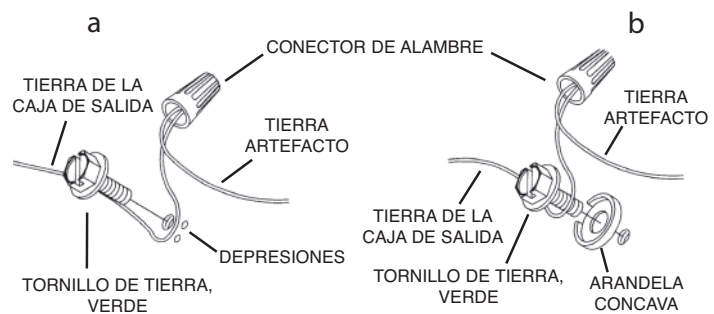 a
b
CONECTOR DE ALAMBRE
TIERRA DE LA
CAJA DE SALIDA
TIERRA
ARTEFACTO
DEPRESIONES
TORNILLO DE TIERRA,
VERDE
TIERRA
ARTEFACTO
TIERRA DE LA
CAJA DE SALIDA
TORNILLO DE TIERRA,
VERDE
ARANDELA
CONCAVA